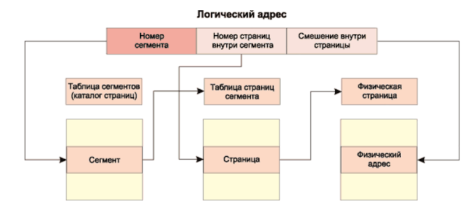 Логический адрес
Номер
сегмента
Номер страниц
внутри сегмента
Смешение внутри
страницы
Таблица сегментов
(каталог страниц)
Таблица страниц
сегмента
Физическая
страница
Сегмент
Страница
Физический
адрес